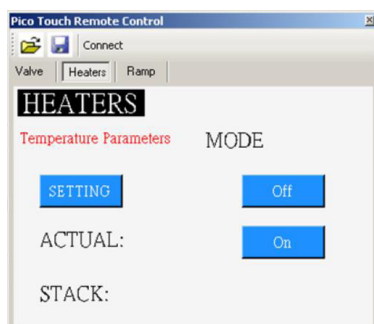 Pico Touch Remote Control
Connect
Valve Heaters Ramp
HEATERS
Temperature Parameters MODE
SETTING Off
ACTUAL: On
STACK: